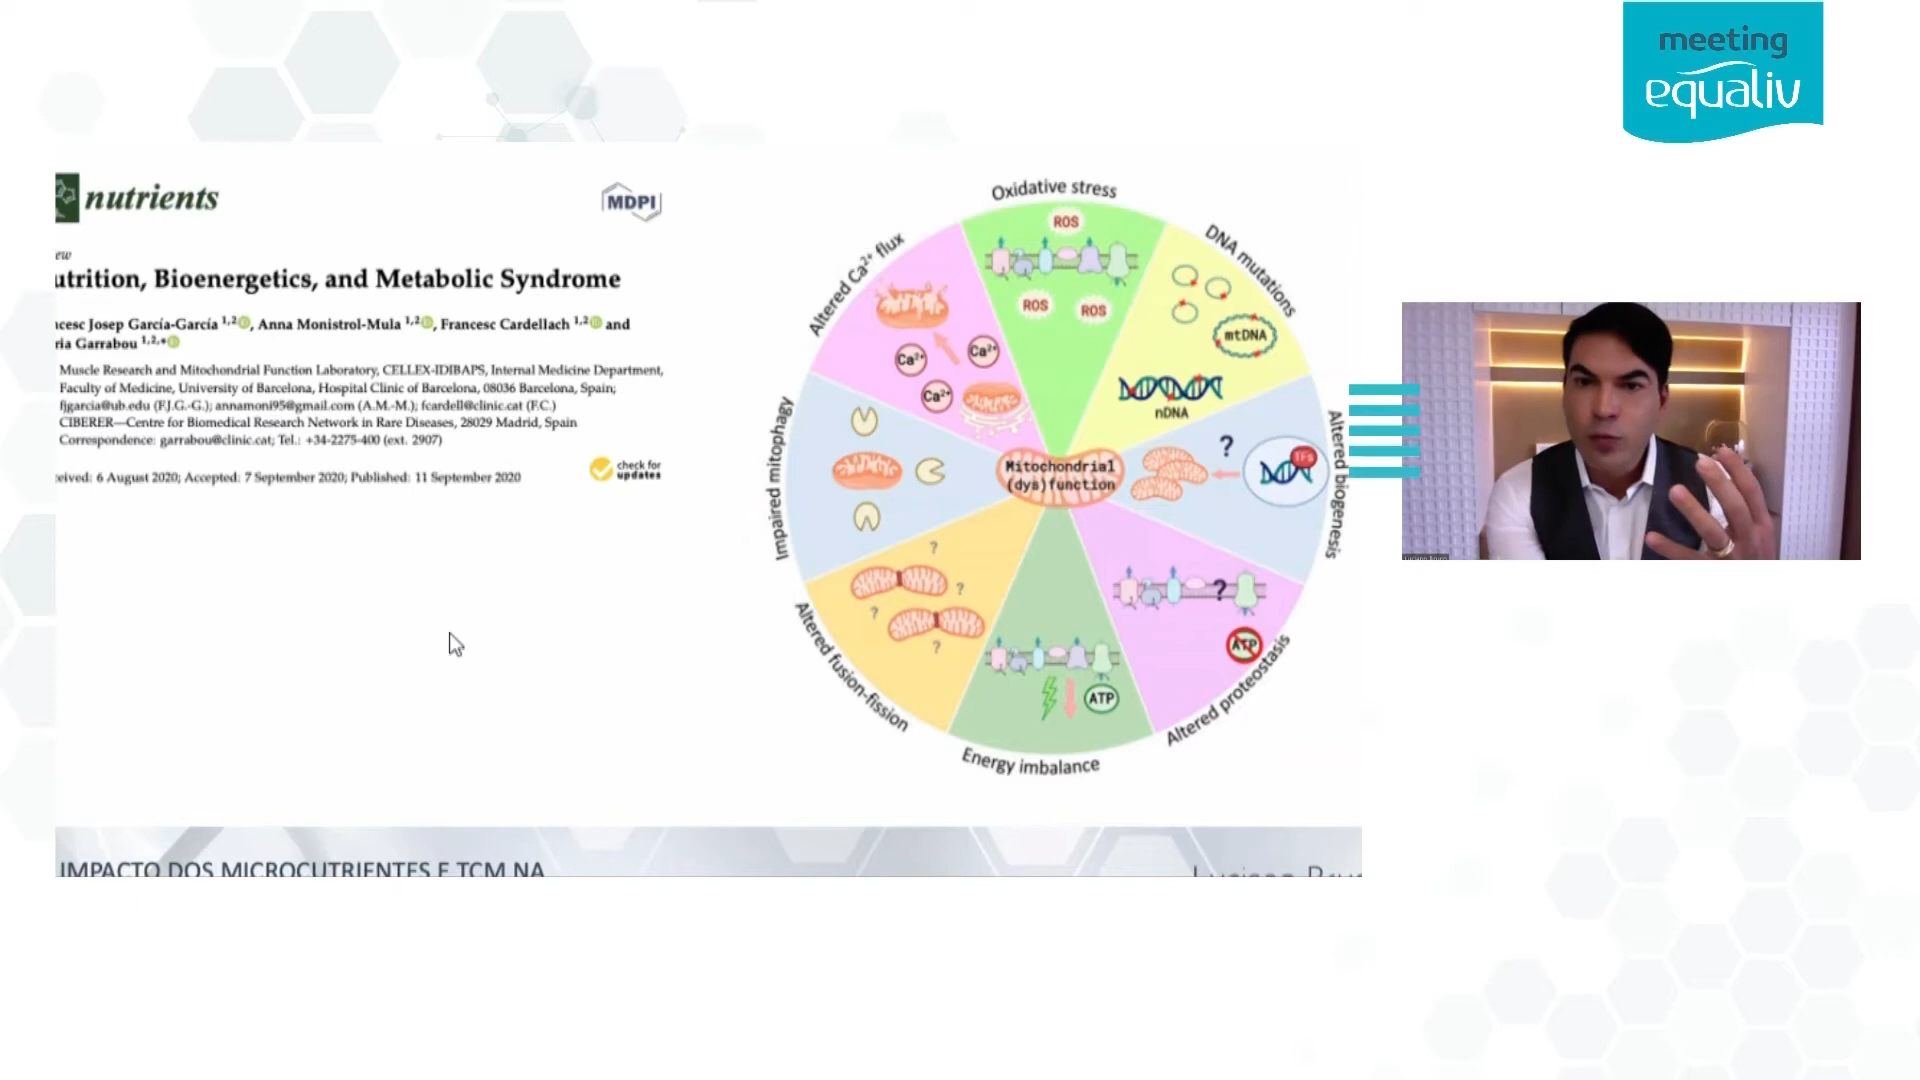 meeting
equaliv
nutrients
MDPI
ew
utrition, Bioenergetics, and Metabolic Syndrome
ncesc Josep García-García 1,2, Anna Monistrol-Mula 1,2, Francesc Cardellach 1,2 and
ria Garrabou 1,2,*
Muscle Research and Mitochondrial Function Laboratory, CELLEX-IDIBAPS, Internal Medicine Department,
Faculty of Medicine, University of Barcelona, Hospital Clinic of Barcelona, 08036 Barcelona, Spain;
fjgarcia@ub.edu (F.J.G.-G.); annamoni95@gmail.com (A.M.-M.); fcardell@clinic.cat (F.C.)
CIBERER—Centre for Biomedical Research Network in Rare Diseases, 28029 Madrid, Spain
Correspondence: garrabou@clinic.cat; Tel.: +34-2275-400 (ext. 2907)
eived: 6 August 2020; Accepted: 7 September 2020; Published: 11 September 2020
check for
updates
Oxidative stress
ROS
ROS
ROS
DNA mutations
mtDNA
nDNA
Altered biogenesis
?
TFs
Altered proteostasis
?
ATP
Energy imbalance
ATP
Altered fusion-fission
?
?
?
?
Impaired mitophagy
Altered Ca2+ flux
Ca2+
Ca2+
Ca2+
Mitochondrial
(dys)function
IMPACTO DOS MICROCUTRIENTES E TCM NA
Luciano